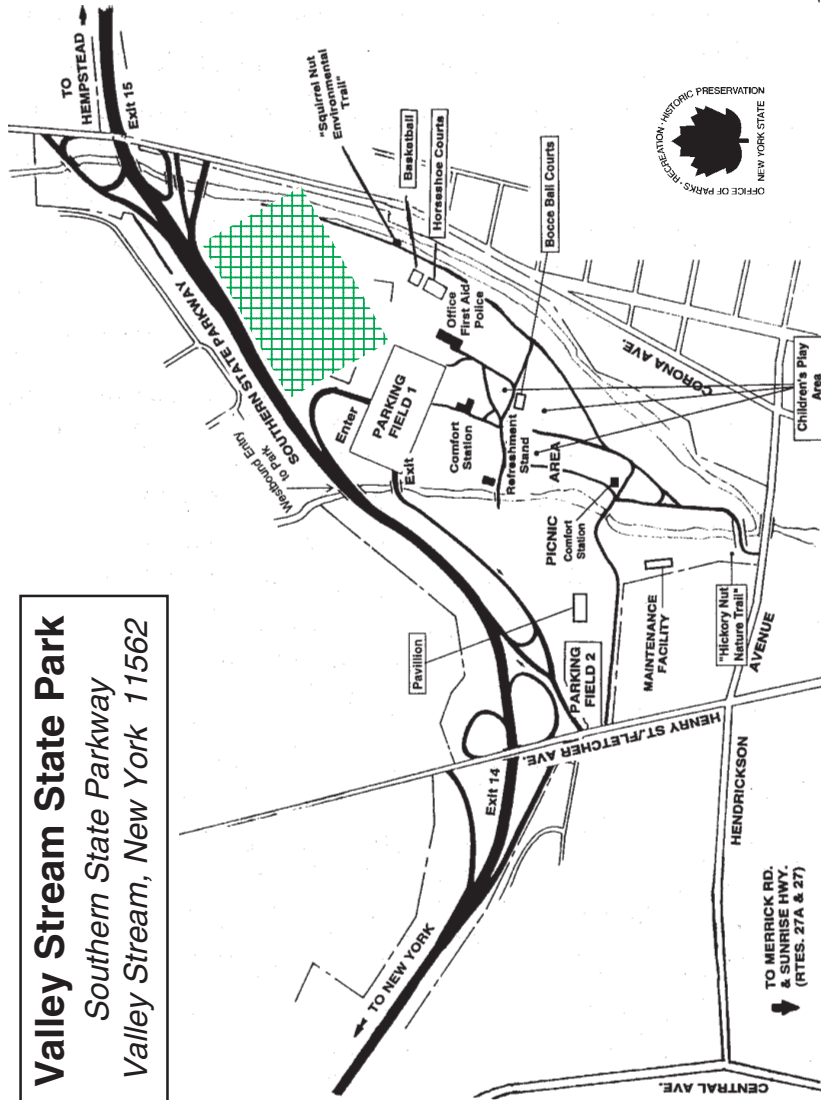 Valley Stream State Park
Southern State Parkway
Valley Stream, New York 11562
TO
HEMPSTEAD
Exit 15
"Squirrel Nut
Environmental
Trail"
Basketball
Horseshoe Courts
Bocce Ball Courts
OFFICE OF PARKS · RECREATION · HISTORIC PRESERVATION
NEW YORK STATE
SOUTHERN STATE PARKWAY
Westbound Entry
to Park
Enter
PARKING
FIELD 1
Exit
Office
First Aid
Police
Comfort
Station
Refreshment
Stand
PICNIC AREA
Comfort
Station
CORONA AVE.
Children's Play
Area
Pavillion
PARKING
FIELD 2
MAINTENANCE
FACILITY
"Hickory Nut
Nature Trail"
HENDRICKSON AVENUE
HENRY ST./FLETCHER AVE.
Exit 14
TO NEW YORK
TO MERRICK RD.
& SUNRISE HWY.
(RTES. 27A & 27)
CENTRAL AVE.